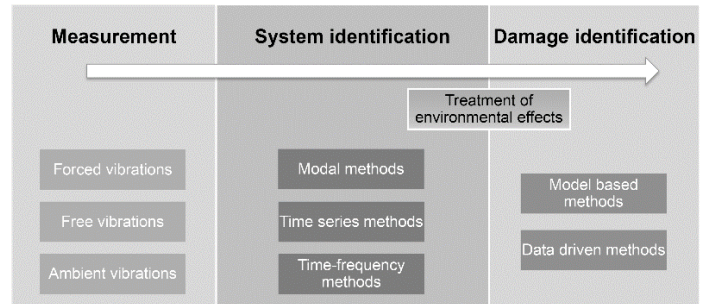 Measurement
System identification
Damage identification
Treatment of
environmental effects
Forced vibrations
Free vibrations
Ambient vibrations
Modal methods
Time series methods
Time-frequency
methods
Model based
methods
Data driven methods